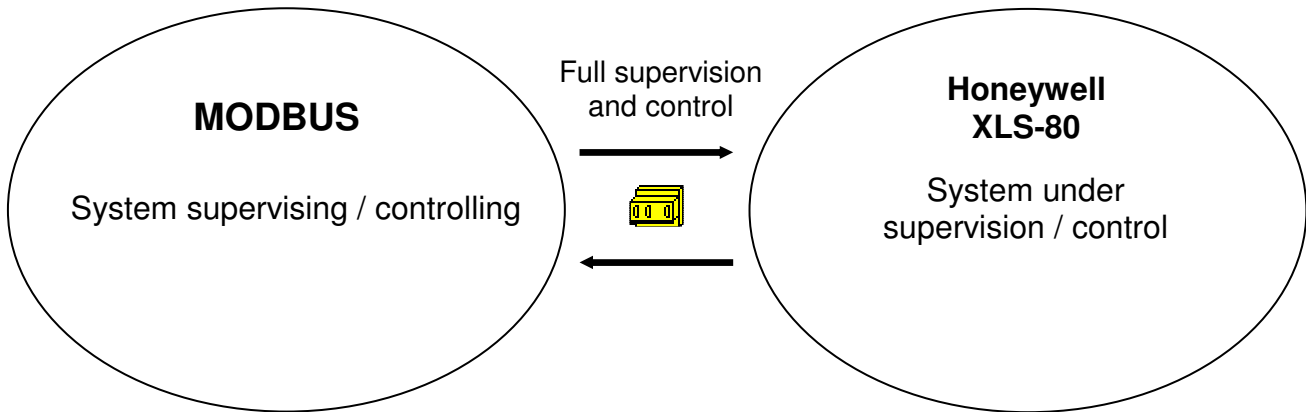 MODBUS
System supervising / controlling
Full supervision
and control
Honeywell
XLS-80
System under
supervision / control